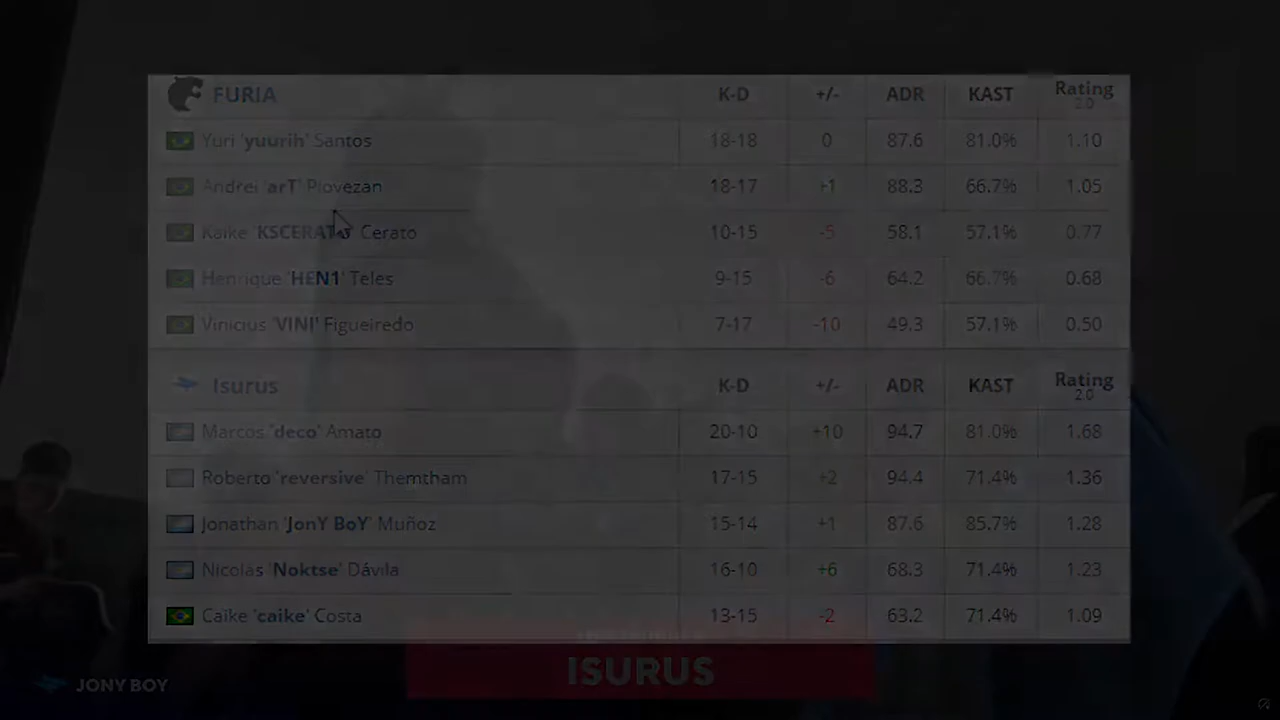 FURIA K-D +/- ADR KAST Rating 2.0
Yuri 'yuurih' Santos 18-18 0 87.6 81.0% 1.10
Andrei 'arT' Piovezan 18-17 +1 88.3 66.7% 1.05
Kaike 'KSCERATO' Cerato 10-15 -5 58.1 57.1% 0.77
Henrique 'HEN1' Teles 9-15 -6 64.2 66.7% 0.68
Vinicius 'VINI' Figueiredo 7-17 -10 49.3 57.1% 0.50
Isurus K-D +/- ADR KAST Rating 2.0
Marcos 'deco' Amato 20-10 +10 94.7 81.0% 1.68
Roberto 'reversive' Themtham 17-15 +2 94.4 71.4% 1.36
Jonathan 'JonY BoY' Muñoz 15-14 +1 87.6 85.7% 1.28
Nicolas 'Noktse' Dávila 16-10 +6 68.3 71.4% 1.23
Caike 'caike' Costa 13-15 -2 63.2 71.4% 1.09
ISURUS
JONY BOY